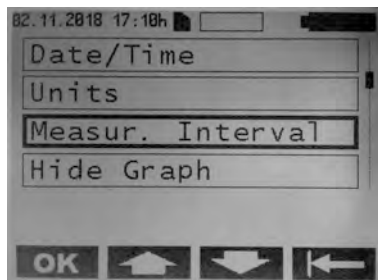 02.11.2018 17:10h
Date/Time
Units
Measur. Interval
Hide Graph
OK